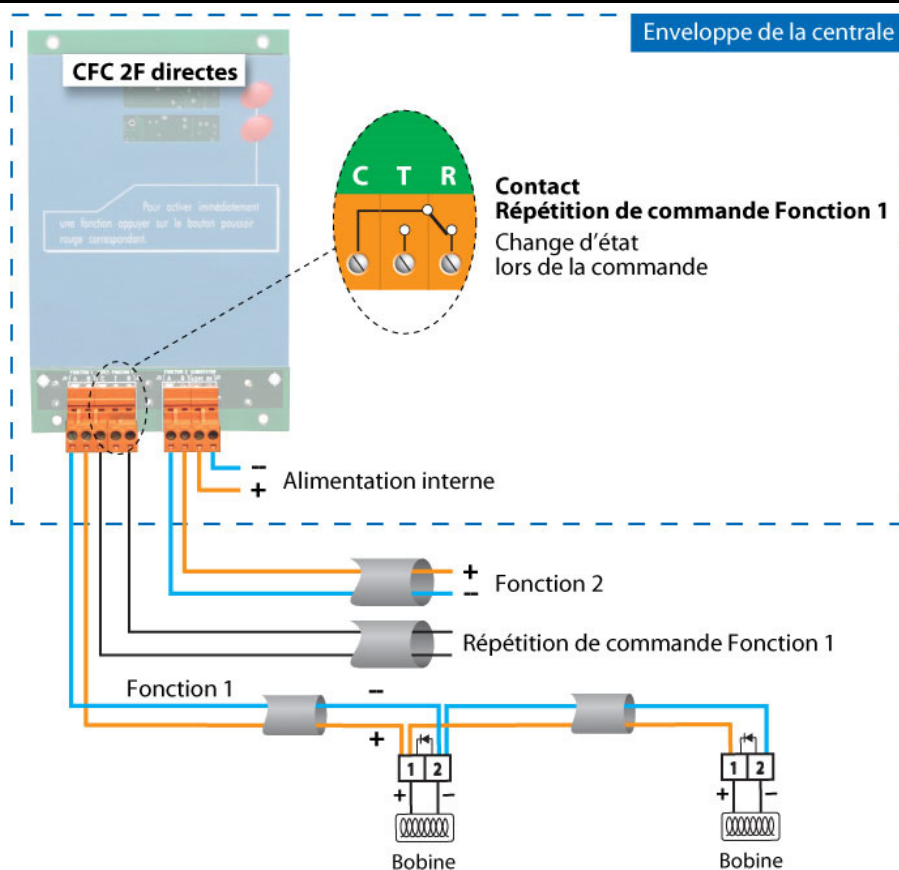 Enveloppe de la centrale
CFC 2F directes
C T R
Contact
Répétition de commande Fonction 1
Change d'état
lors de la commande
Pour activer immédiatement
une fonction appuyer sur le bouton poussoir
rouge correspondant.
--
+
Alimentation interne
+
--
Fonction 2
Répétition de commande Fonction 1
Fonction 1
--
+
1 2
+ –
Bobine
1 2
+ –
Bobine